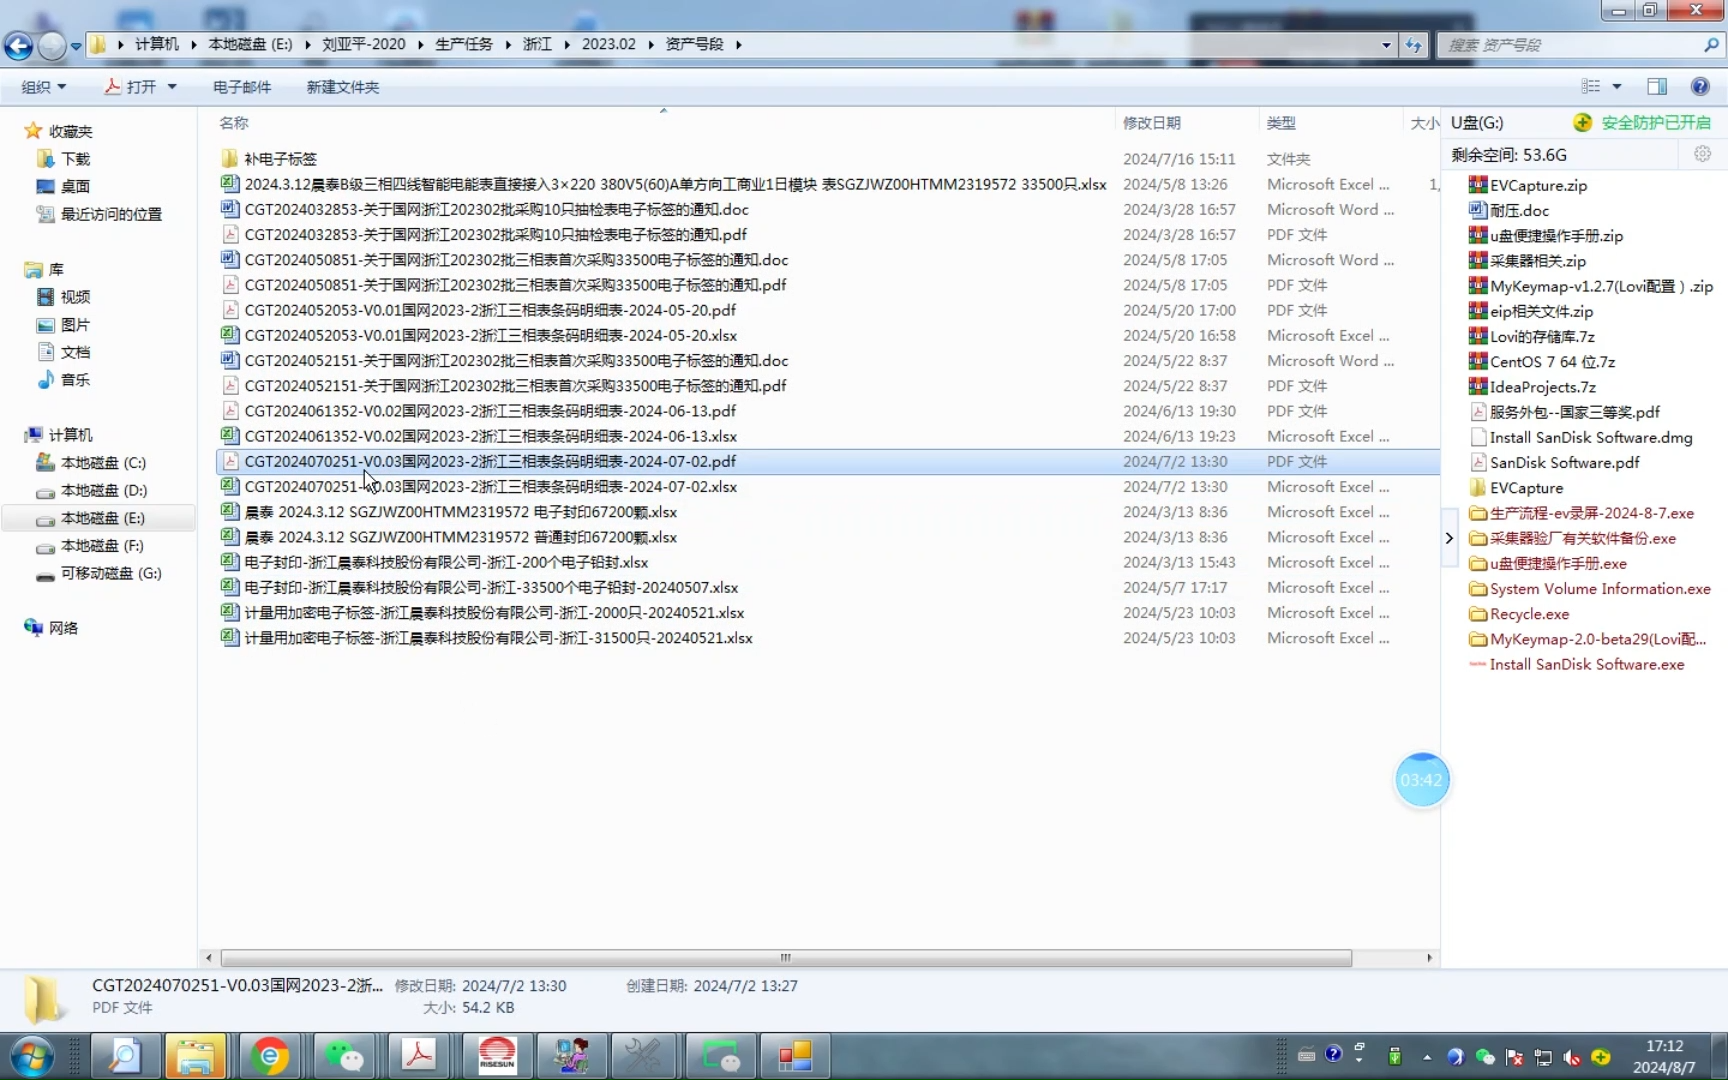 计算机 本地磁盘 (E:) 刘亚平-2020 生产任务 浙江 2023.02 资产号段
搜索 资产号段
组织 打开 电子邮件 新建文件夹
名称 修改日期 类型 大小
收藏夹
下载
桌面
最近访问的位置
库
视频
图片
文档
音乐
计算机
本地磁盘 (C:)
本地磁盘 (D:)
本地磁盘 (E:)
本地磁盘 (F:)
可移动磁盘 (G:)
网络
补电子标签 2024/7/16 15:11 文件夹
2024.3.12晨泰B级三相四线智能电能表直接接入3×220 380V5(60)A单方向工商业1日模块 表SGZJWZ00HTMM2319572 33500只.xlsx 2024/5/8 13:26 Microsoft Excel ... 1,
CGT2024032853-关于国网浙江202302批采购10只抽检表电子标签的通知.doc 2024/3/28 16:57 Microsoft Word ...
CGT2024032853-关于国网浙江202302批采购10只抽检表电子标签的通知.pdf 2024/3/28 16:57 PDF 文件
CGT2024050851-关于国网浙江202302批三相表首次采购33500电子标签的通知.doc 2024/5/8 17:05 Microsoft Word ...
CGT2024050851-关于国网浙江202302批三相表首次采购33500电子标签的通知.pdf 2024/5/8 17:05 PDF 文件
CGT2024052053-V0.01国网2023-2浙江三相表条码明细表-2024-05-20.pdf 2024/5/20 17:00 PDF 文件
CGT2024052053-V0.01国网2023-2浙江三相表条码明细表-2024-05-20.xlsx 2024/5/20 16:58 Microsoft Excel ...
CGT2024052151-关于国网浙江202302批三相表首次采购33500电子标签的通知.doc 2024/5/22 8:37 Microsoft Word ...
CGT2024052151-关于国网浙江202302批三相表首次采购33500电子标签的通知.pdf 2024/5/22 8:37 PDF 文件
CGT2024061352-V0.02国网2023-2浙江三相表条码明细表-2024-06-13.pdf 2024/6/13 19:30 PDF 文件
CGT2024061352-V0.02国网2023-2浙江三相表条码明细表-2024-06-13.xlsx 2024/6/13 19:23 Microsoft Excel ...
CGT2024070251-V0.03国网2023-2浙江三相表条码明细表-2024-07-02.pdf 2024/7/2 13:30 PDF 文件
CGT2024070251-V0.03国网2023-2浙江三相表条码明细表-2024-07-02.xlsx 2024/7/2 13:30 Microsoft Excel ...
晨泰 2024.3.12 SGZJWZ00HTMM2319572 电子封印67200颗.xlsx 2024/3/13 8:36 Microsoft Excel ...
晨泰 2024.3.12 SGZJWZ00HTMM2319572 普通封印67200颗.xlsx 2024/3/13 8:36 Microsoft Excel ...
电子封印-浙江晨泰科技股份有限公司-浙江-200个电子铅封.xlsx 2024/3/13 15:43 Microsoft Excel ...
电子封印-浙江晨泰科技股份有限公司-浙江-33500个电子铅封-20240507.xlsx 2024/5/7 17:17 Microsoft Excel ...
计量用加密电子标签-浙江晨泰科技股份有限公司-浙江-2000只-20240521.xlsx 2024/5/23 10:03 Microsoft Excel ...
计量用加密电子标签-浙江晨泰科技股份有限公司-浙江-31500只-20240521.xlsx 2024/5/23 10:03 Microsoft Excel ...
U盘(G:) 安全防护已开启
剩余空间: 53.6G
EVCapture.zip
耐压.doc
u盘便捷操作手册.zip
采集器相关.zip
MyKeymap-v1.2.7(Lovi配置 ) .zip
eip相关文件.zip
Lovi的存储库.7z
CentOS 7 64 位.7z
IdeaProjects.7z
服务外包--国家三等奖.pdf
Install SanDisk Software.dmg
SanDisk Software.pdf
EVCapture
生产流程-ev录屏-2024-8-7.exe
采集器验厂有关软件备份.exe
u盘便捷操作手册.exe
System Volume Information.exe
Recycle.exe
MyKeymap-2.0-beta29(Lovi配...
Install SanDisk Software.exe
03:42
CGT2024070251-V0.03国网2023-2浙... 修改日期: 2024/7/2 13:30 创建日期: 2024/7/2 13:27
PDF 文件 大小: 54.2 KB
RISESUN
17:12
2024/8/7